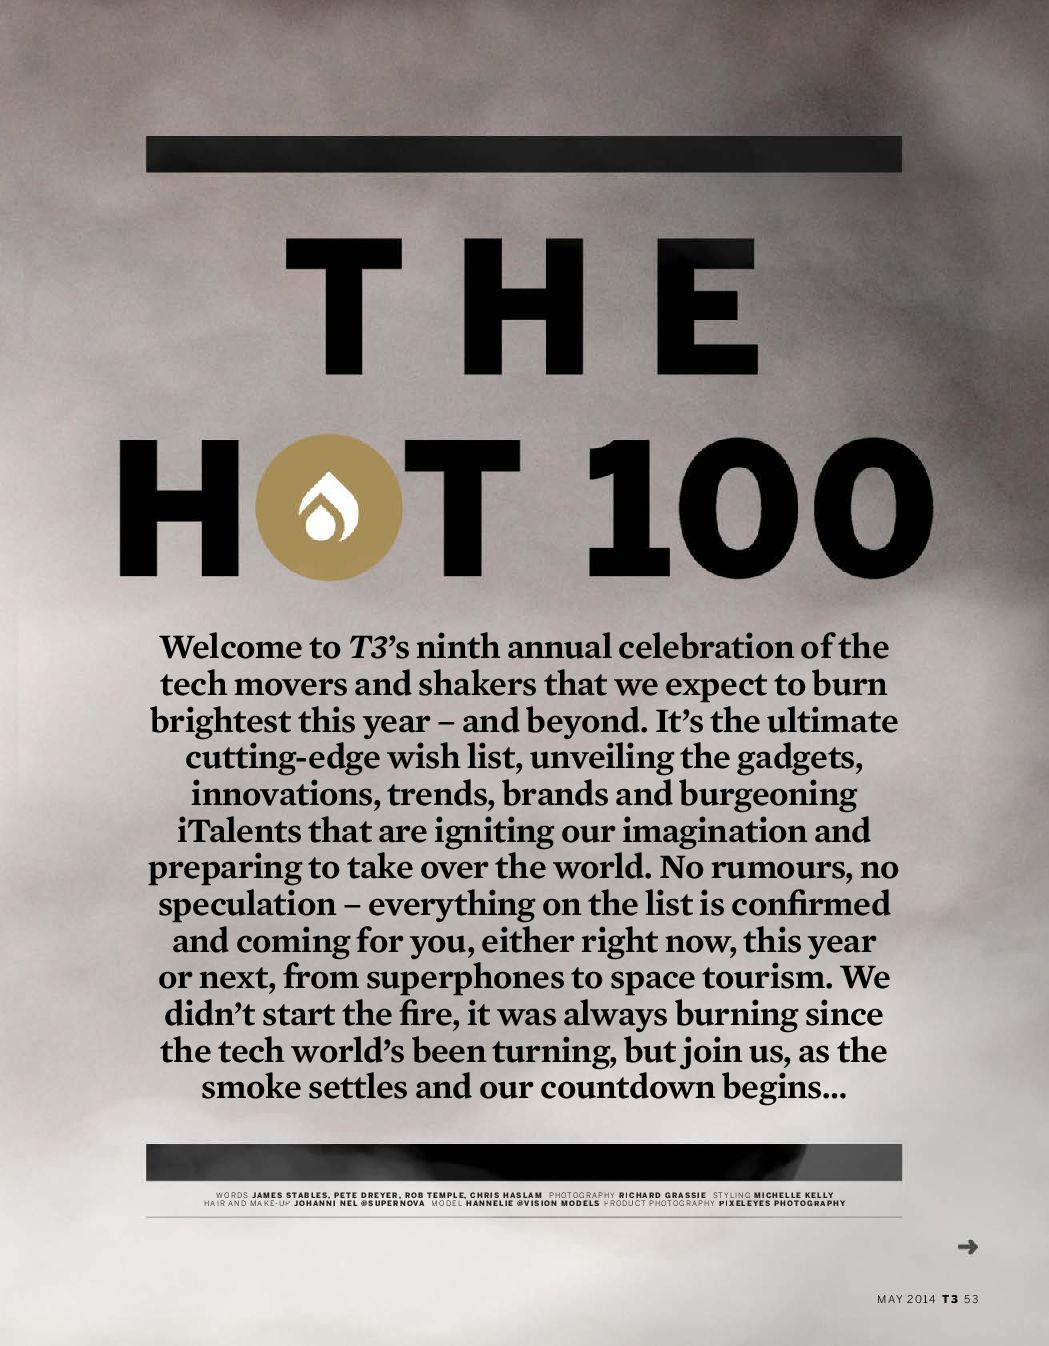 THE
HOT 100
Welcome to T3’s ninth annual celebration of the
tech movers and shakers that we expect to burn
brightest this year – and beyond. It’s the ultimate
cutting-edge wish list, unveiling the gadgets,
innovations, trends, brands and burgeoning
iTalents that are igniting our imagination and
preparing to take over the world. No rumours, no
speculation – everything on the list is confirmed
and coming for you, either right now, this year
or next, from superphones to space tourism. We
didn’t start the fire, it was always burning since
the tech world’s been turning, but join us, as the
smoke settles and our countdown begins...
WORDS JAMES STABLES, PETE DREYER, ROB TEMPLE, CHRIS HASLAM PHOTOGRAPHY RICHARD GRASSIE STYLING MICHELLE KELLY
HAIR AND MAKE-UP JOHANNI NEL @SUPERNOVA MODEL HANNELIE @VISION MODELS PRODUCT PHOTOGRAPHY PIXELEYES PHOTOGRAPHY
MAY 2014 T3 53